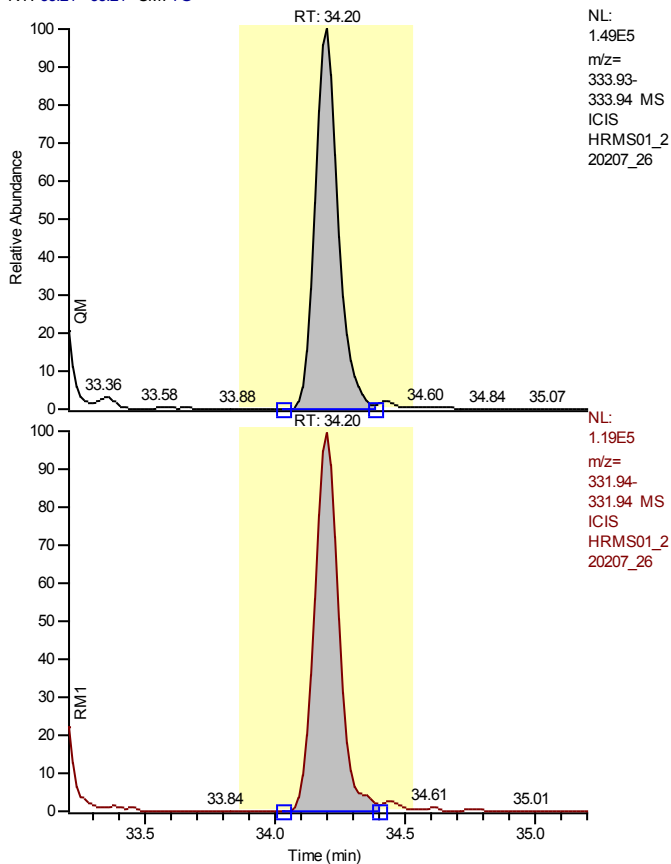 RT: 34.20
NL:
1.49E5
m/z=
333.93-
333.94 MS
ICIS
HRMS01_2
20207_26
100
90
80
70
60
50
40
30
20
10
0
Relative Abundance
QM
33.36
33.58
33.88
34.60
34.84
35.07
RT: 34.20
NL:
1.19E5
m/z=
331.94-
331.94 MS
ICIS
HRMS01_2
20207_26
100
90
80
70
60
50
40
30
20
10
0
RM1
33.84
34.61
35.01
33.5
34.0
34.5
35.0
Time (min)